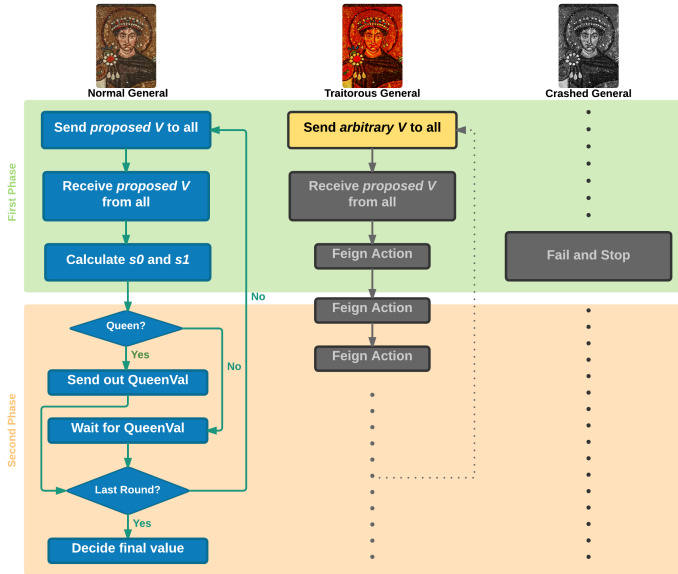 Normal General
Traitorous General
Crashed General
First Phase
Send proposed V to all
Receive proposed V
from all
Calculate s0 and s1
Send arbitrary V to all
Receive proposed V
from all
Feign Action
Fail and Stop
No
Second Phase
Queen?
Yes
No
Send out QueenVal
Wait for QueenVal
Last Round?
Yes
Decide final value
Feign Action
Feign Action